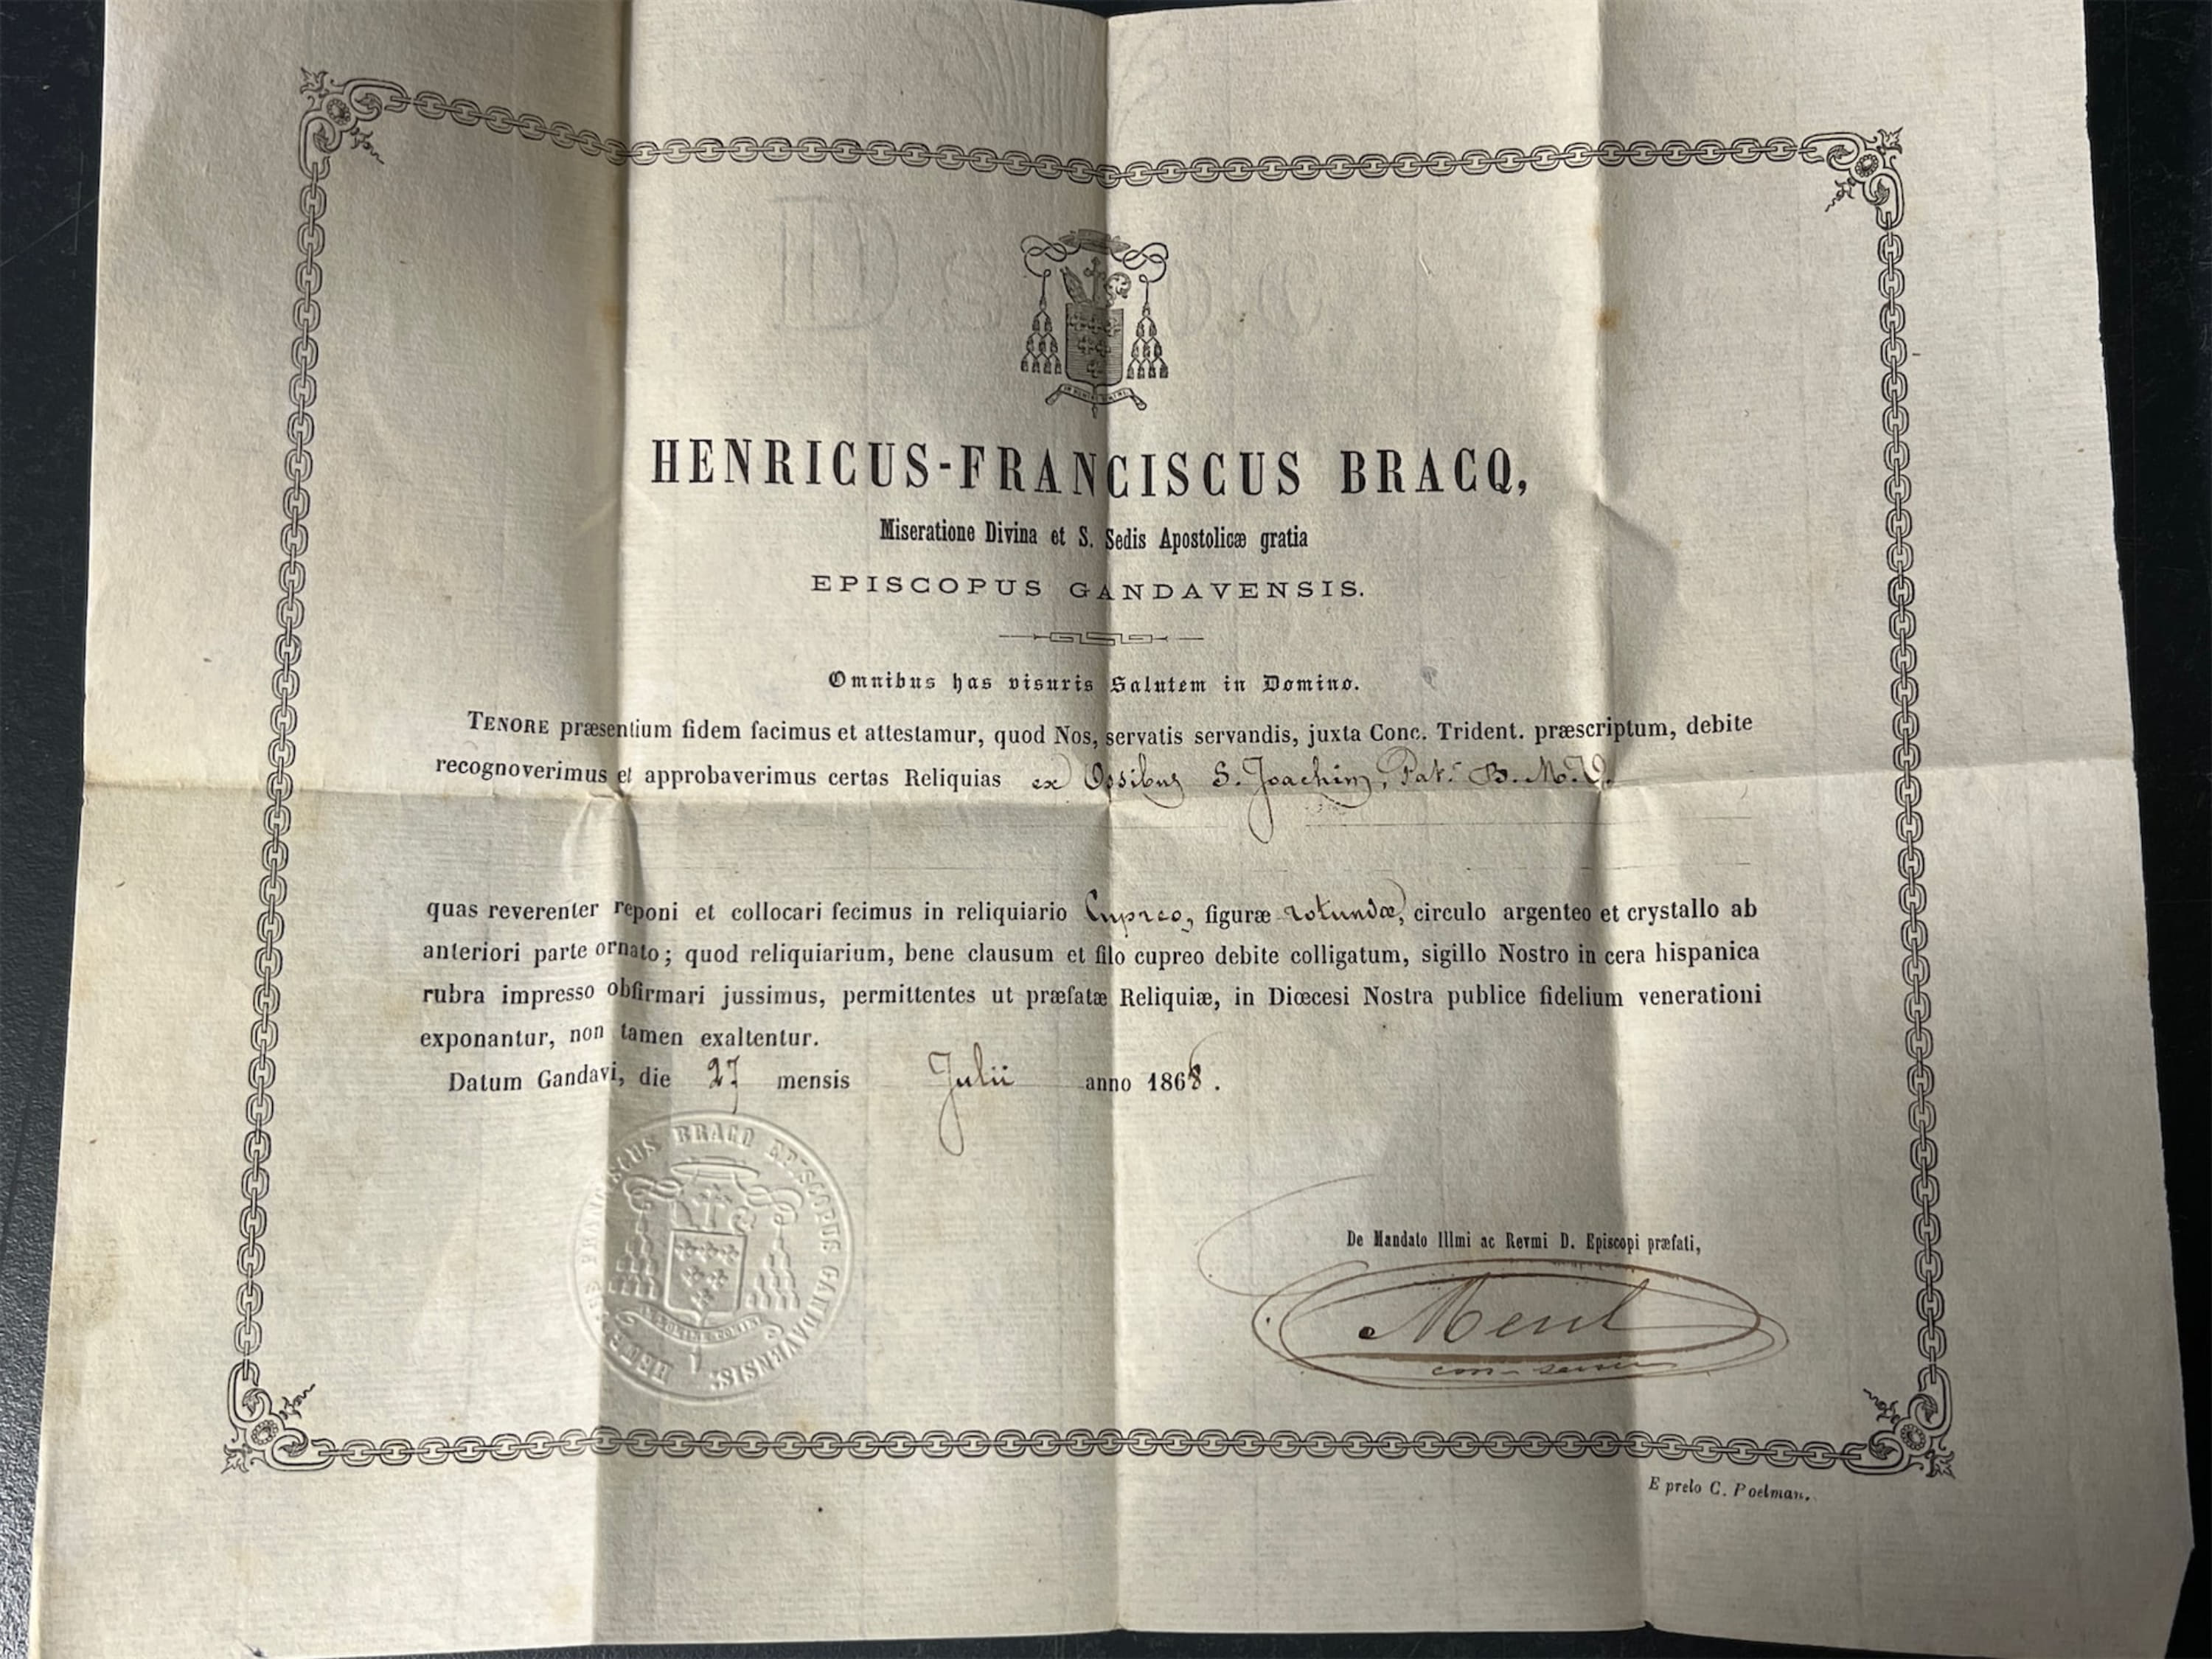 HENRICUS-FRANCISCUS BRACQ,
Miseratione Divina et S. Sedis Apostolicæ gratia
EPISCOPUS GANDAVENSIS.
Omnibus has visuris Salutem in Domino.
TENORE præsentium fidem facimus et attestamur, quod Nos, servatis servandis, juxta Conc. Trident. præscriptum, debite
recognoverimus et approbaverimus certas Reliquias ex Ossibus S. Joachim, Pat. B. M. V.
quas reverenter reponi et collocari fecimus in reliquiario Cupreo, figuræ rotundæ, circulo argenteo et crystallo ab
anteriori parte ornato; quod reliquiarium, bene clausum et filo cupreo debite colligatum, sigillo Nostro in cera hispanica
rubra impresso obfirmari jussimus, permittentes ut præfatæ Reliquiæ, in Diœcesi Nostra publice fidelium venerationi
exponantur, non tamen exaltentur.
Datum Gandavi, die 27 mensis Julii anno 1868.
BRACQ EPISCOPUS GANDAVENSIS
De Mandato Illmi ac Revmi D. Episcopi præfati,
E prelo C. Poelman.